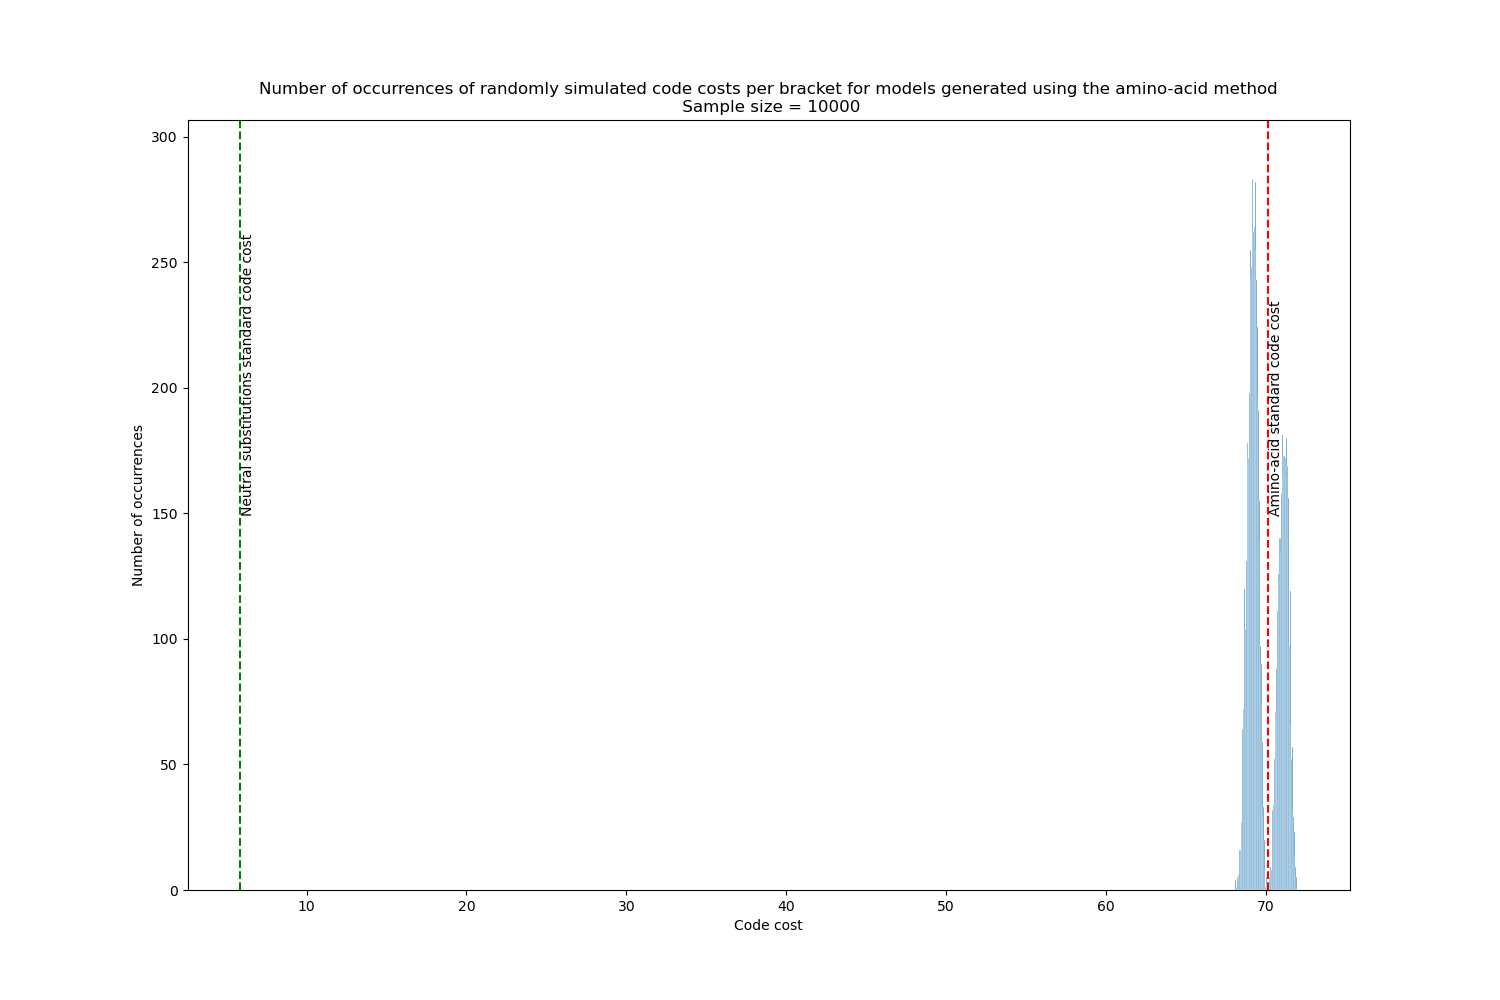 Number of occurrences of randomly simulated code costs per bracket for models generated using the amino-acid method
Sample size = 10000
300
250
200
150
100
50
0
Number of occurrences
Neutral substitutions standard code cost
Amino-acid standard code cost
10
20
30
40
50
60
70
Code cost